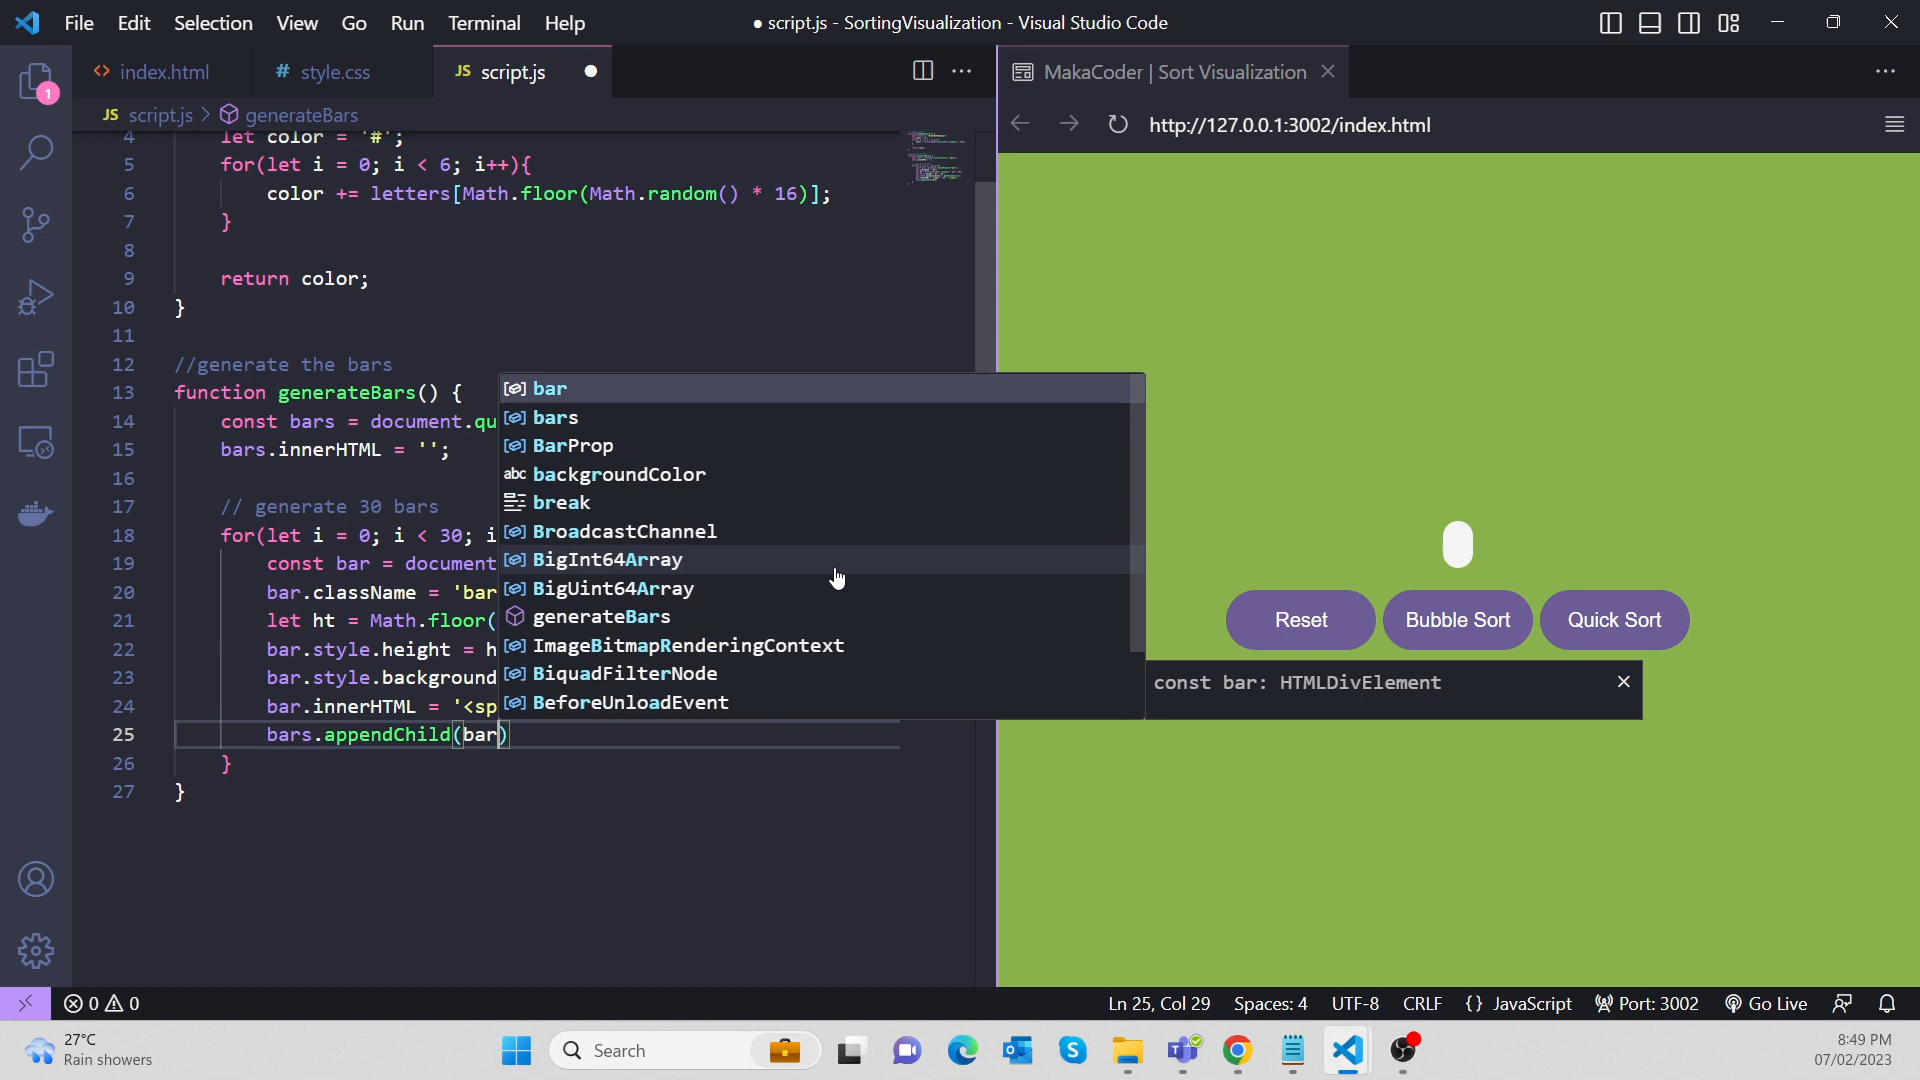 File Edit Selection View Go Run Terminal Help
● script.js - SortingVisualization - Visual Studio Code
<> index.html
# style.css
JS script.js ●
MakaCoder | Sort Visualization
1
JS script.js > generateBars
http://127.0.0.1:3002/index.html
4 let color = '#';
5 for(let i = 0; i < 6; i++){
6 color += letters[Math.floor(Math.random() * 16)];
7 }
8
9 return color;
10 }
11
12 //generate the bars
13 function generateBars() {
14 const bars = document.qu
15 bars.innerHTML = '';
16
17 // generate 30 bars
18 for(let i = 0; i < 30; i
19 const bar = document
20 bar.className = 'bar
21 let ht = Math.floor(
22 bar.style.height = h
23 bar.style.background
24 bar.innerHTML = '<sp
25 bars.appendChild(bar)
26 }
27 }
bar
bars
BarProp
abc backgroundColor
break
BroadcastChannel
BigInt64Array
BigUint64Array
generateBars
ImageBitmapRenderingContext
BiquadFilterNode
BeforeUnloadEvent
const bar: HTMLDivElement
Reset
Bubble Sort
Quick Sort
0 0
Ln 25, Col 29
Spaces: 4
UTF-8
CRLF
{ } JavaScript
Port: 3002
Go Live
27°C
Rain showers
Search
8:49 PM
07/02/2023